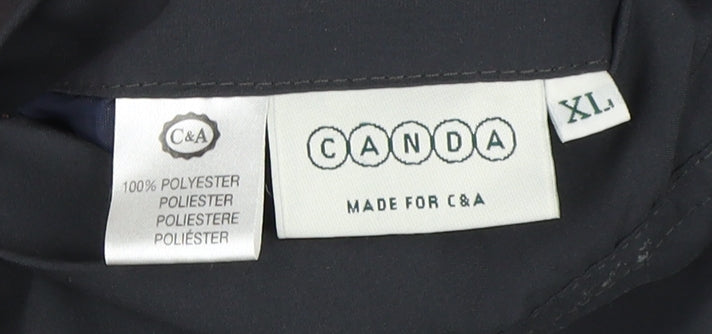 C&A
100% POLYESTER
POLIESTER
POLIESTERE
POLIÉSTER
CANDA
MADE FOR C&A
XL